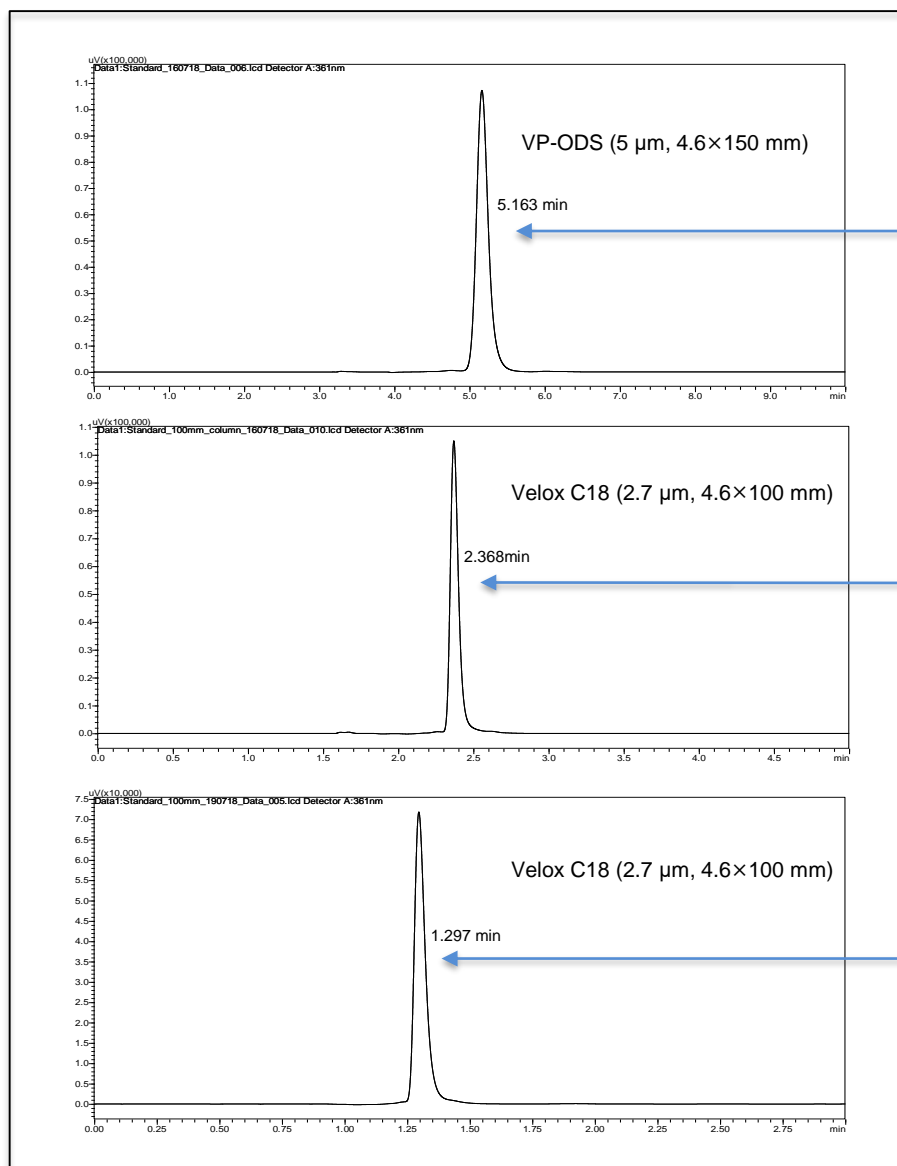 uV(x100,000)
Data1:Standard_160718_Data_006.lcd Detector A:361nm
1.1
1.0
0.9
0.8
0.7
0.6
0.5
0.4
0.3
0.2
0.1
0.0
VP-ODS (5 µm, 4.6×150 mm)
5.163 min
0.0 1.0 2.0 3.0 4.0 5.0 6.0 7.0 8.0 9.0 min
uV(x100,000)
Data1:Standard_100mm_column_160718_Data_010.lcd Detector A:361nm
1.1
1.0
0.9
0.8
0.7
0.6
0.5
0.4
0.3
0.2
0.1
0.0
Velox C18 (2.7 µm, 4.6×100 mm)
2.368min
0.0 0.5 1.0 1.5 2.0 2.5 3.0 3.5 4.0 4.5 min
uV(x10,000)
Data1:Standard_100mm_190718_Data_005.lcd Detector A:361nm
7.5
7.0
6.5
6.0
5.5
5.0
4.5
4.0
3.5
3.0
2.5
2.0
1.5
1.0
0.5
0.0
Velox C18 (2.7 µm, 4.6×100 mm)
1.297 min
0.00 0.25 0.50 0.75 1.00 1.25 1.50 1.75 2.00 2.25 2.50 2.75 min